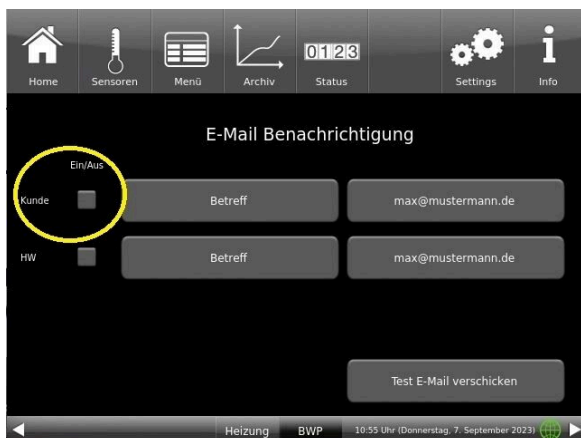 0123
Home Sensoren Menü Archiv Status Settings Info
E-Mail Benachrichtigung
Ein/Aus
Kunde Betreff max@mustermann.de
HW Betreff max@mustermann.de
Test E-Mail verschicken
Heizung BWP 10:55 Uhr (Donnerstag, 7. September 2023)